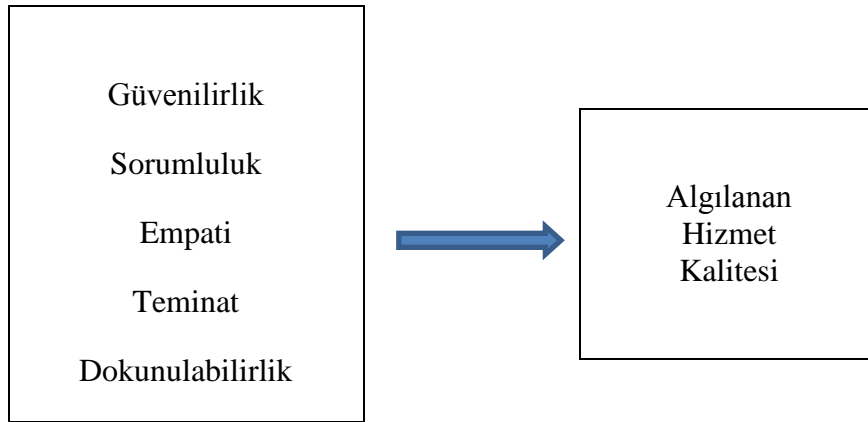 Güvenilirlik
Sorumluluk
Empati
Teminat
Dokunulabilirlik
Algılanan
Hizmet
Kalitesi